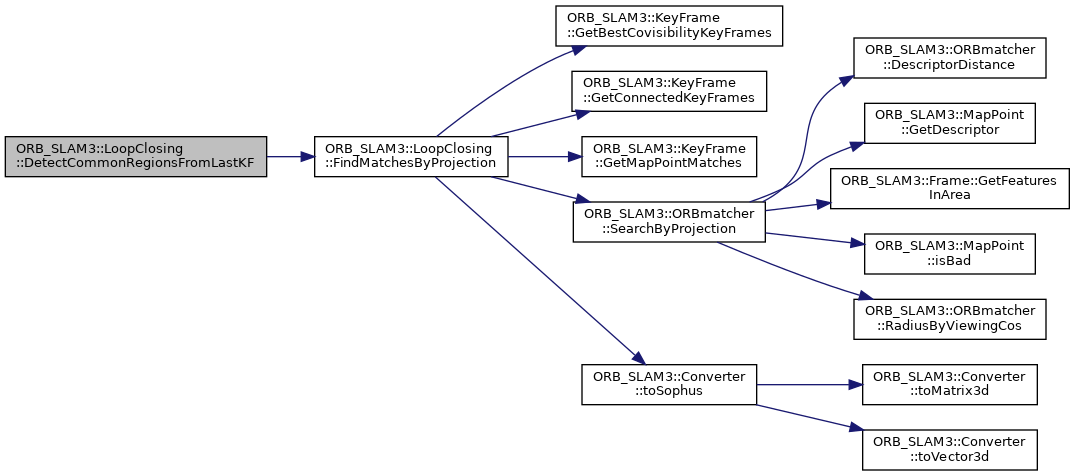 ORB_SLAM3::LoopClosing
::DetectCommonRegionsFromLastKF
ORB_SLAM3::LoopClosing
::FindMatchesByProjection
ORB_SLAM3::KeyFrame
::GetBestCovisibilityKeyFrames
ORB_SLAM3::KeyFrame
::GetConnectedKeyFrames
ORB_SLAM3::KeyFrame
::GetMapPointMatches
ORB_SLAM3::ORBmatcher
::SearchByProjection
ORB_SLAM3::Converter
::toSophus
ORB_SLAM3::ORBmatcher
::DescriptorDistance
ORB_SLAM3::MapPoint
::GetDescriptor
ORB_SLAM3::Frame::GetFeatures
InArea
ORB_SLAM3::MapPoint
::isBad
ORB_SLAM3::ORBmatcher
::RadiusByViewingCos
ORB_SLAM3::Converter
::toMatrix3d
ORB_SLAM3::Converter
::toVector3d